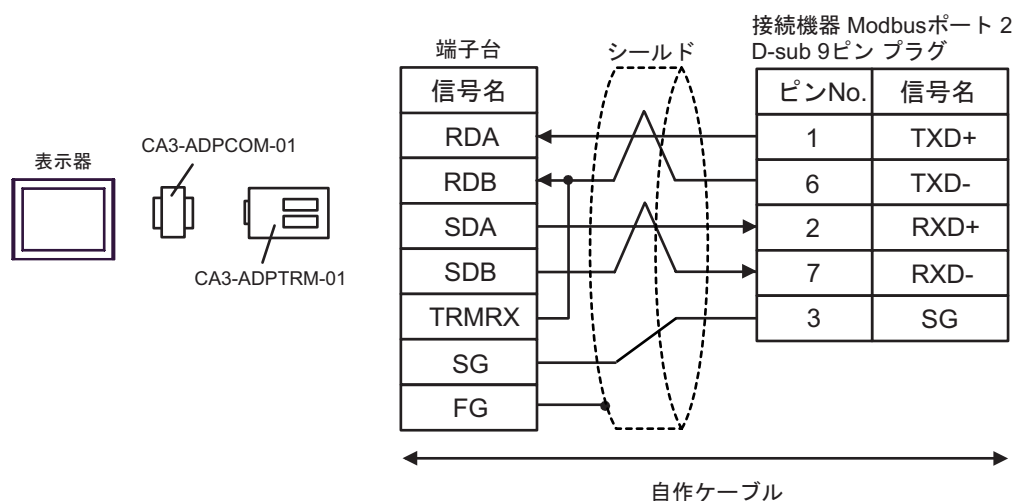 表示器
CA3-ADPCOM-01
CA3-ADPTRM-01
端子台
信号名
RDA
RDB
SDA
SDB
TRMRX
SG
FG
シールド
接続機器 Modbusポート 2
D-sub 9ピン プラグ
ピンNo. 信号名
1 TXD+
6 TXD-
2 RXD+
7 RXD-
3 SG
自作ケーブル